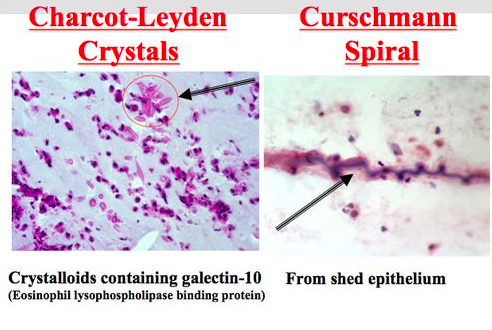 Charcot-Leyden
Crystals
Curschmann
Spiral
Crystalloids containing galectin-10
(Eosinophil lysophospholipase binding protein)
From shed epithelium